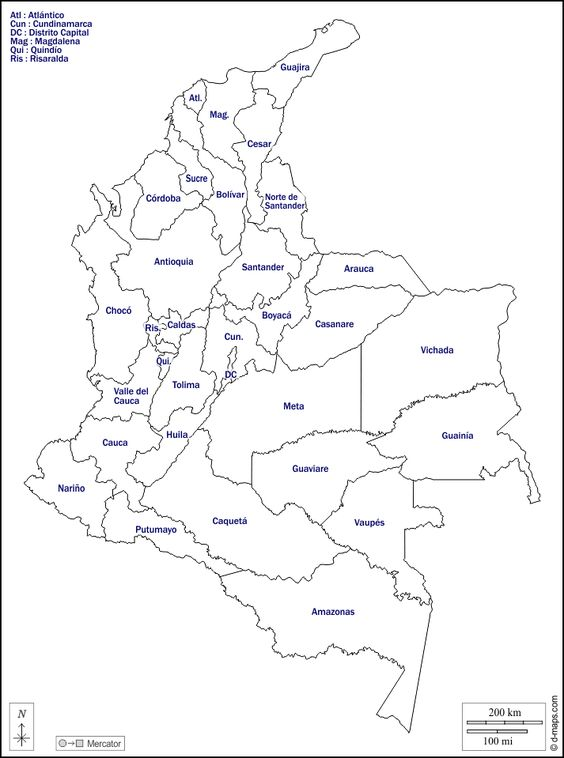 Atl : Atlántico
Cun : Cundinamarca
DC : Distrito Capital
Mag : Magdalena
Qui : Quindío
Ris : Risaralda
Guajira
Atl.
Mag.
Cesar
Sucre
Bolívar
Córdoba
Norte de
Santander
Antioquia
Santander
Arauca
Chocó
Boyacá
Casanare
Ris.
Caldas
Cun.
Vichada
Qui.
DC
Tolima
Valle del
Cauca
Meta
Huila
Guainía
Cauca
Guaviare
Nariño
Caquetá
Vaupés
Putumayo
Amazonas
N
Mercator
200 km
100 mi
© d-maps.com